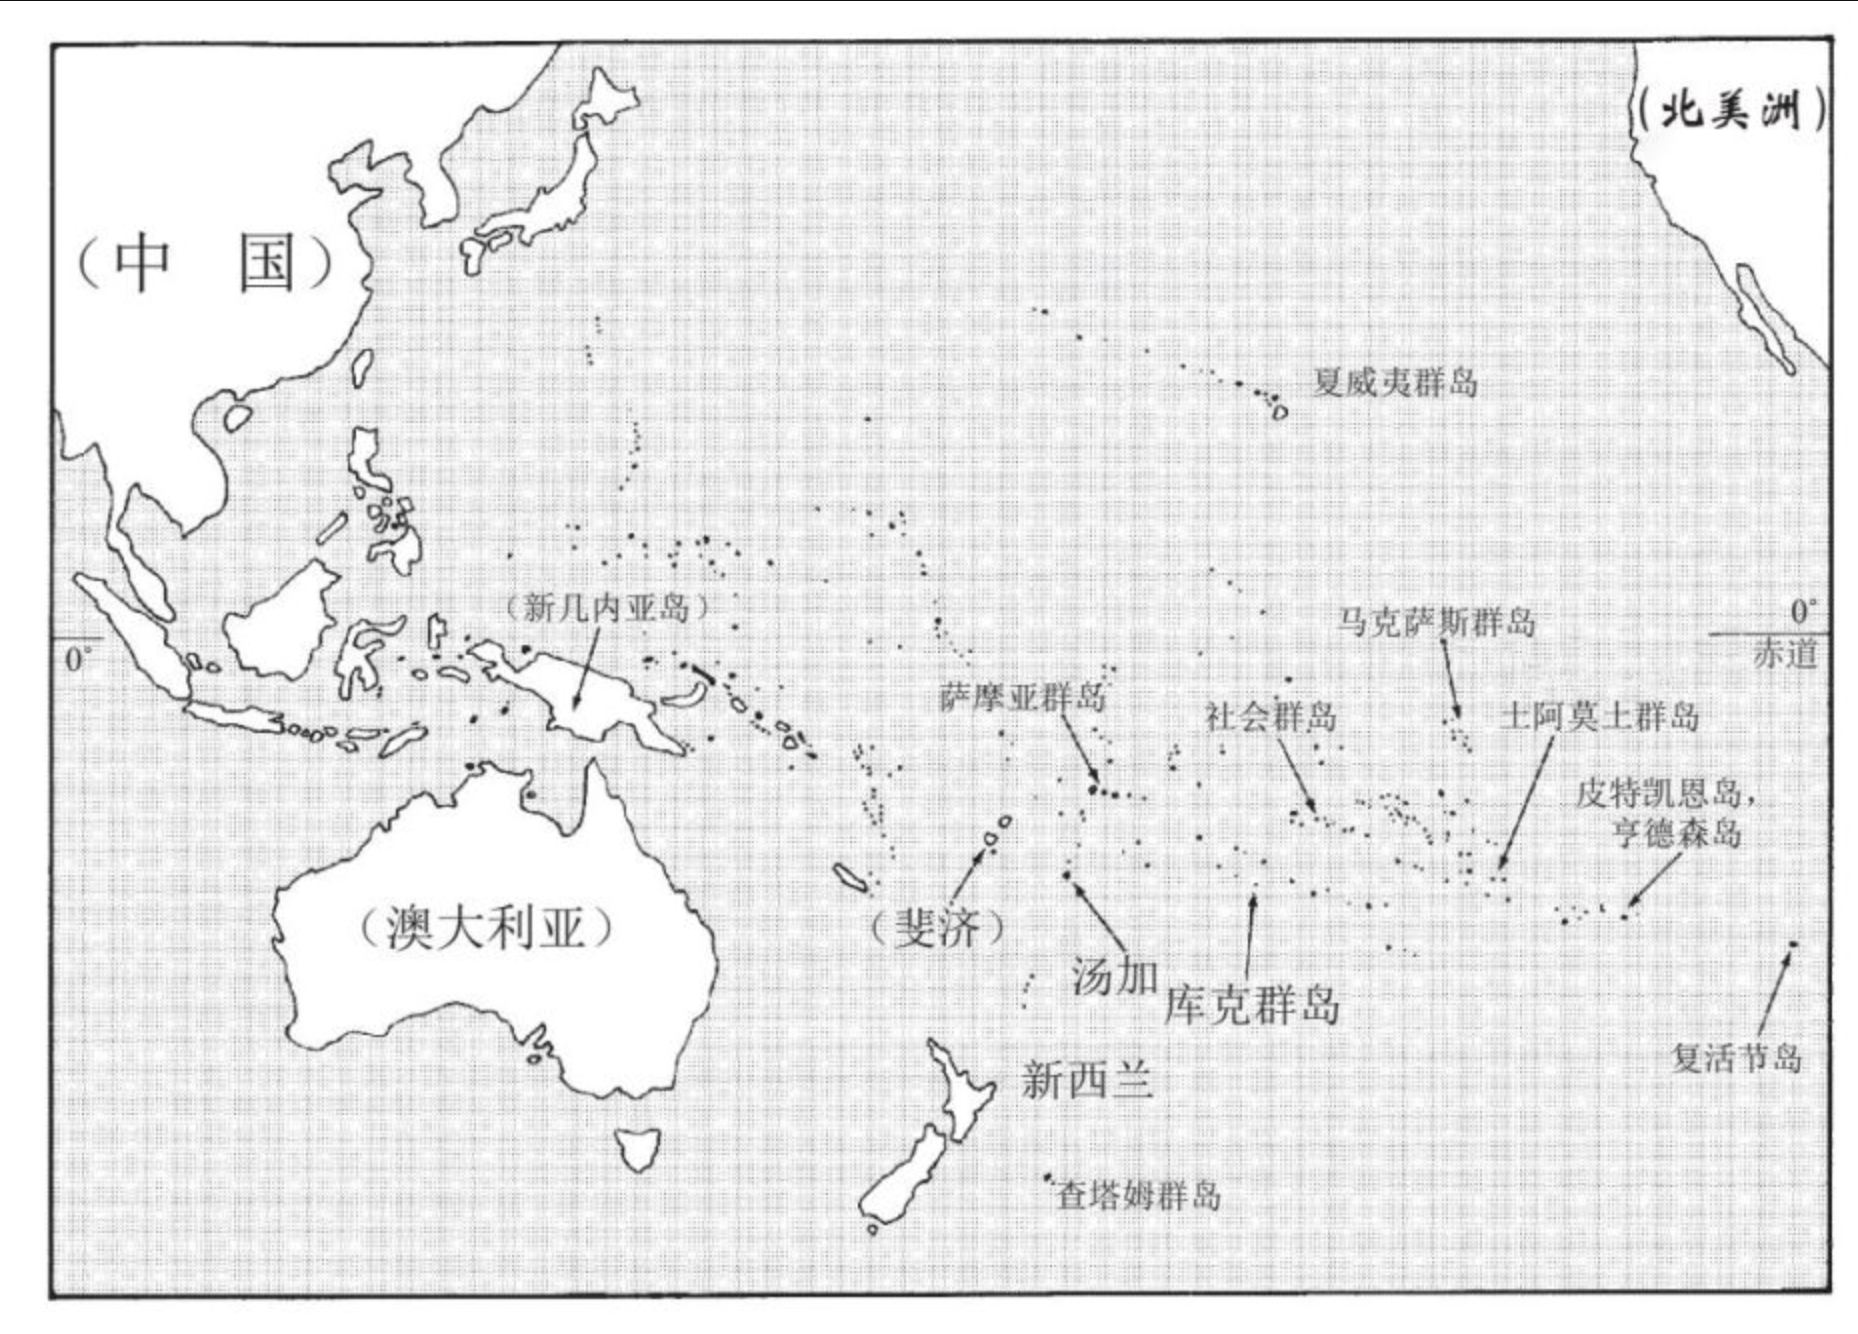 (北美洲)
(中 国)
夏威夷群岛
(新几内亚岛)
马克萨斯群岛
0°
赤道
0°
萨摩亚群岛
社会群岛
土阿莫土群岛
皮特凯恩岛,
亨德森岛
(澳大利亚)
(斐济)
汤加
库克群岛
复活节岛
新西兰
查塔姆群岛